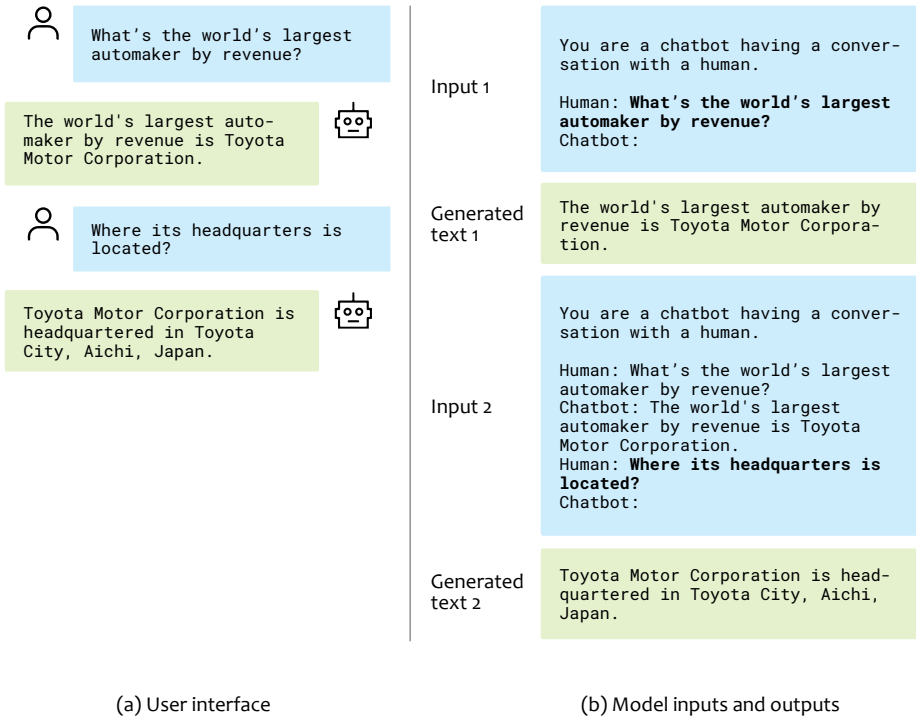 What’s the world’s largest
automaker by revenue?
The world's largest auto-
maker by revenue is Toyota
Motor Corporation.
Where its headquarters is
located?
Toyota Motor Corporation is
headquartered in Toyota
City, Aichi, Japan.
(a) User interface
Input 1
You are a chatbot having a conver-
sation with a human.
Human: What’s the world’s largest
automaker by revenue?
Chatbot:
Generated
text 1
The world's largest automaker by
revenue is Toyota Motor Corpora-
tion.
Input 2
You are a chatbot having a conver-
sation with a human.
Human: What’s the world’s largest
automaker by revenue?
Chatbot: The world's largest
automaker by revenue is Toyota
Motor Corporation.
Human: Where its headquarters is
located?
Chatbot:
Generated
text 2
Toyota Motor Corporation is head-
quartered in Toyota City, Aichi,
Japan.
(b) Model inputs and outputs